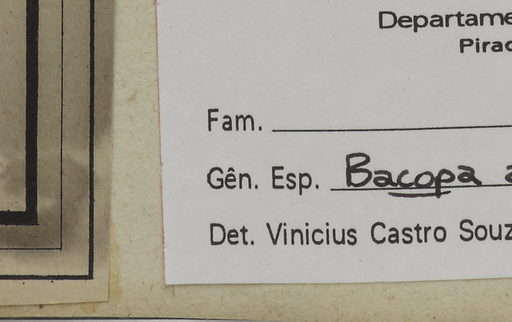 Departame
Pirac
Fam.
Gên. Esp. Bacopa a
Det. Vinicius Castro Souz